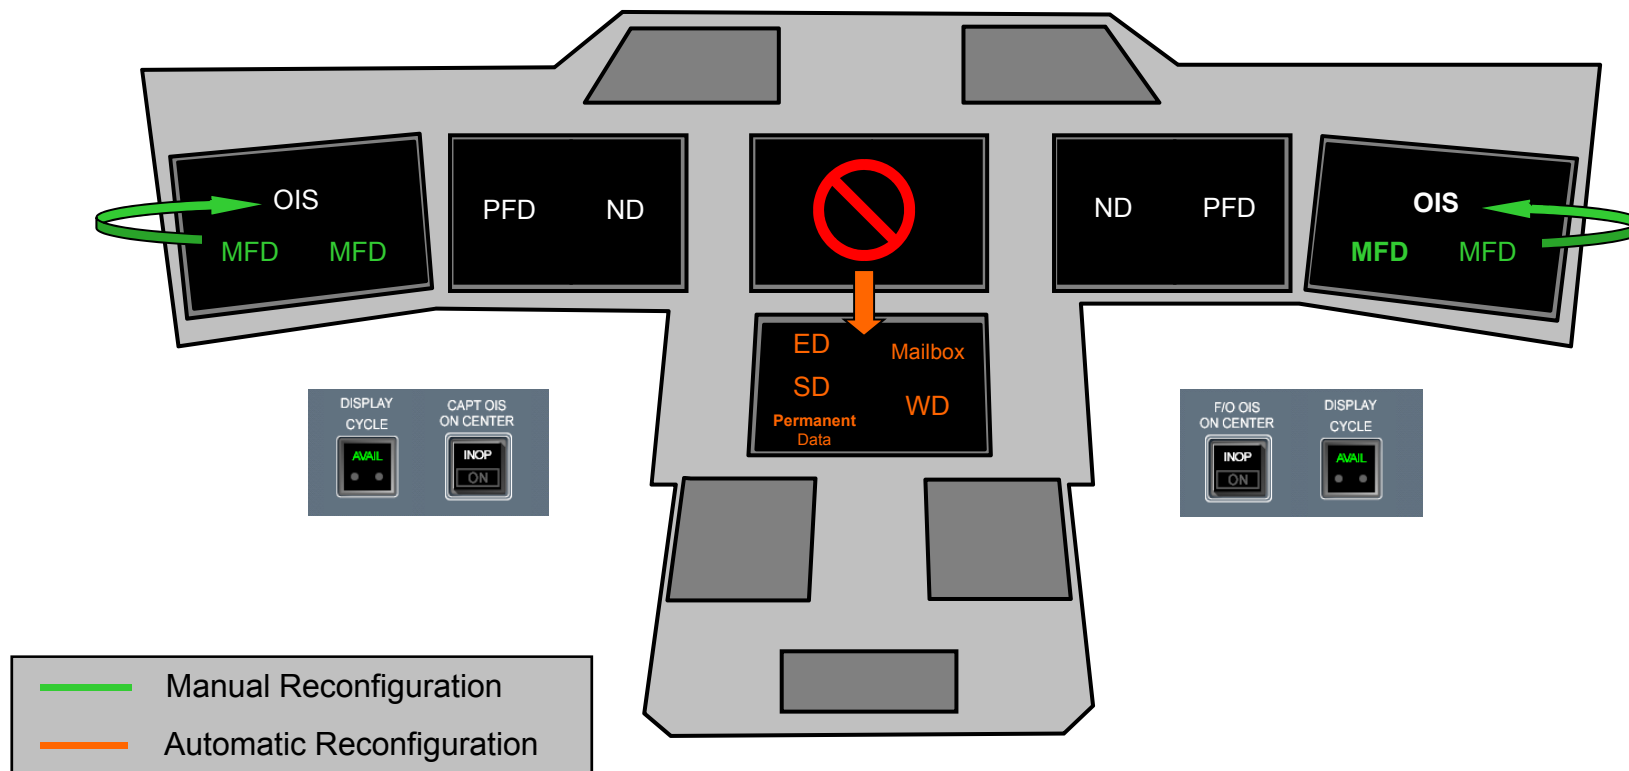 OIS
MFD MFD
PFD ND
ND PFD
OIS
MFD MFD
ED
SD
Permanent
Data
Mailbox
WD
DISPLAY
CYCLE
AVAIL
CAPT OIS
ON CENTER
INOP
ON
F/O OIS
ON CENTER
INOP
ON
DISPLAY
CYCLE
AVAIL
Manual Reconfiguration
Automatic Reconfiguration